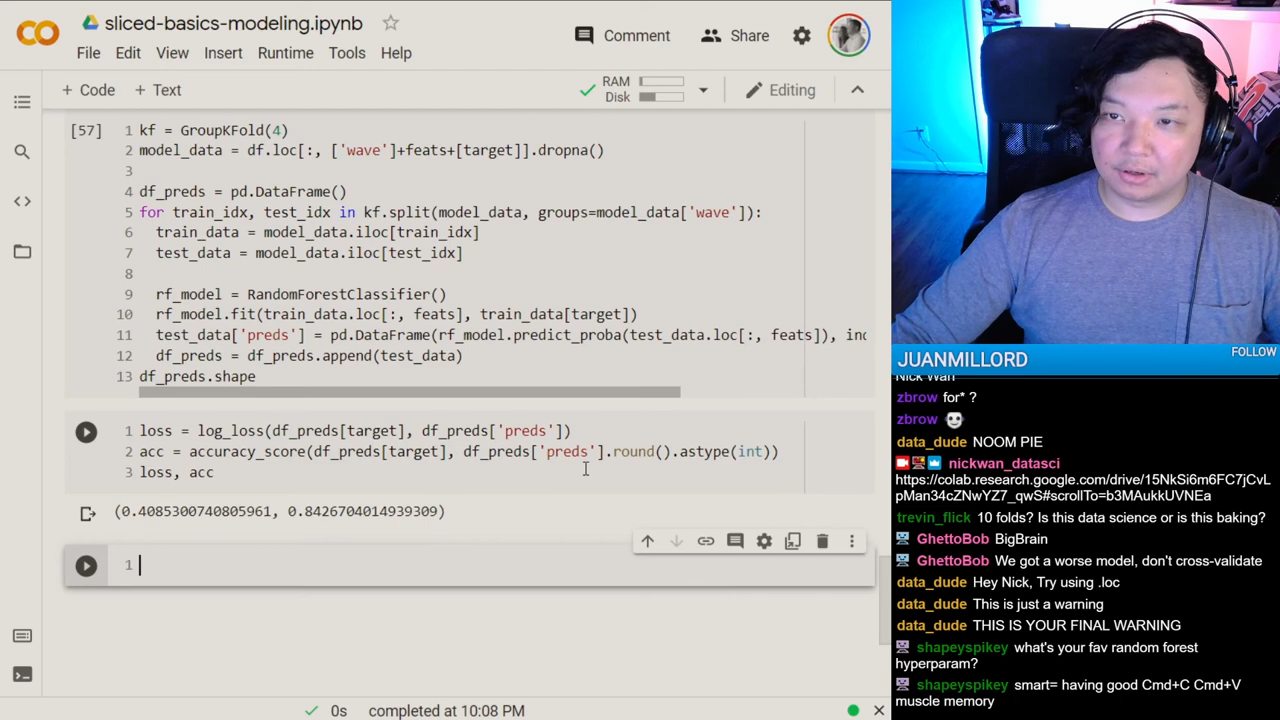 sliced-basics-modeling.ipynb
File Edit View Insert Runtime Tools Help
Comment Share
+ Code + Text
RAM
Disk
Editing
[57]
1 kf = GroupKFold(4)
2 model_data = df.loc[:, ['wave']+feats+[target]].dropna()
3
4 df_preds = pd.DataFrame()
5 for train_idx, test_idx in kf.split(model_data, groups=model_data['wave']):
6 train_data = model_data.iloc[train_idx]
7 test_data = model_data.iloc[test_idx]
8
9 rf_model = RandomForestClassifier()
10 rf_model.fit(train_data.loc[:, feats], train_data[target])
11 test_data['preds'] = pd.DataFrame(rf_model.predict_proba(test_data.loc[:, feats]), inc
12 df_preds = df_preds.append(test_data)
13 df_preds.shape
1 loss = log_loss(df_preds[target], df_preds['preds'])
2 acc = accuracy_score(df_preds[target], df_preds['preds'].round().astype(int))
3 loss, acc
(0.4085300740805961, 0.8426704014939309)
1
0s completed at 10:08 PM
JUANMILLORD
FOLLOW
Nick Wan
zbrow for* ?
zbrow
data_dude NOOM PIE
nickwan_datasci
https://colab.research.google.com/drive/15NkSi6m6FC7jCvL
pMan34cZNwYZ7_qwS#scrollTo=b3MAukkUVNEa
trevin_flick 10 folds? Is this data science or is this baking?
GhettoBob BigBrain
GhettoBob We got a worse model, don't cross-validate
data_dude Hey Nick, Try using .loc
data_dude This is just a warning
data_dude THIS IS YOUR FINAL WARNING
shapeyspikey what's your fav random forest
hyperparam?
shapeyspikey smart= having good Cmd+C Cmd+V
muscle memory